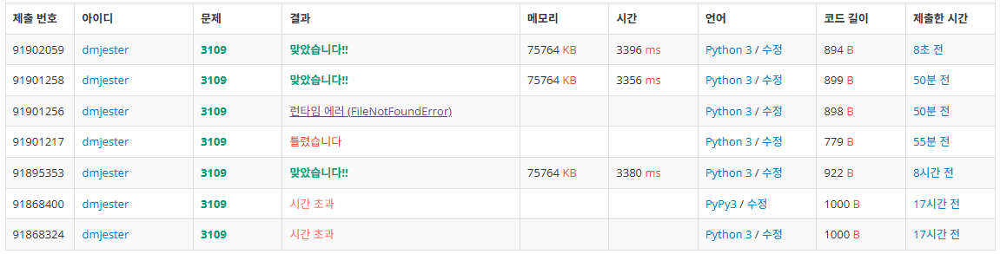 제출 번호 아이디 문제 결과 메모리 시간 언어 코드 길이 제출한 시간
91902059 dmjester 3109 맞았습니다!! 75764 KB 3396 ms Python 3 / 수정 894 B 8초 전
91901258 dmjester 3109 맞았습니다!! 75764 KB 3356 ms Python 3 / 수정 899 B 50분 전
91901256 dmjester 3109 런타임 에러 (FileNotFoundError) Python 3 / 수정 898 B 50분 전
91901217 dmjester 3109 틀렸습니다 Python 3 / 수정 779 B 55분 전
91895353 dmjester 3109 맞았습니다!! 75764 KB 3380 ms Python 3 / 수정 922 B 8시간 전
91868400 dmjester 3109 시간 초과 PyPy3 / 수정 1000 B 17시간 전
91868324 dmjester 3109 시간 초과 Python 3 / 수정 1000 B 17시간 전